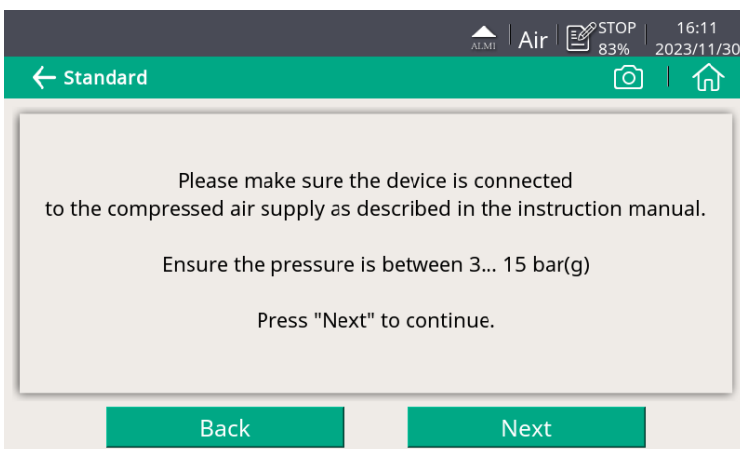 ALMI
Air
STOP
83%
16:11
2023/11/30
Standard
Please make sure the device is connected
to the compressed air supply as described in the instruction manual.
Ensure the pressure is between 3... 15 bar(g)
Press "Next" to continue.
Back
Next